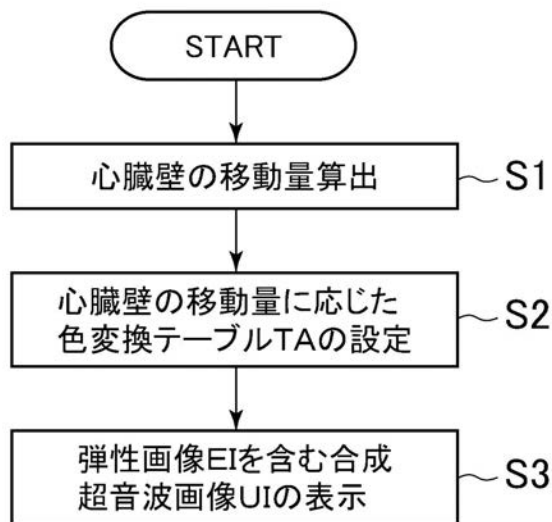 START
心臓壁の移動量算出
S1
心臓壁の移動量に応じた
色変換テーブルTAの設定
S2
弾性画像EIを含む合成
超音波画像UIの表示
S3